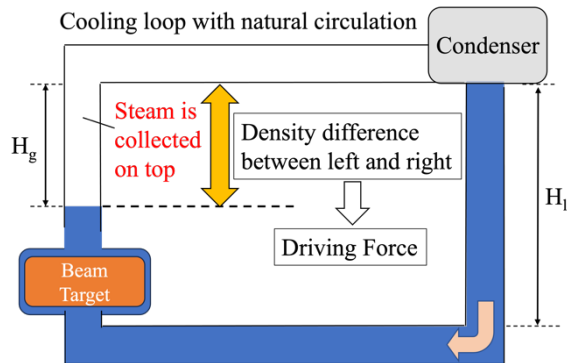 Cooling loop with natural circulation
Condenser
Steam is
collected
on top
Density difference
between left and right
Hg
Hl
Driving Force
Beam
Target